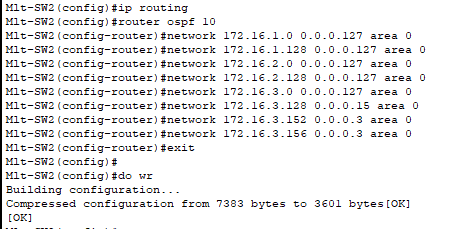 Mlt-SW2(config)#ip routing
Mlt-SW2(config)#router ospf 10
Mlt-SW2(config-router)#network 172.16.1.0 0.0.0.127 area 0
Mlt-SW2(config-router)#network 172.16.1.128 0.0.0.127 area 0
Mlt-SW2(config-router)#network 172.16.2.0 0.0.0.127 area 0
Mlt-SW2(config-router)#network 172.16.2.128 0.0.0.127 area 0
Mlt-SW2(config-router)#network 172.16.3.0 0.0.0.127 area 0
Mlt-SW2(config-router)#network 172.16.3.128 0.0.0.15 area 0
Mlt-SW2(config-router)#network 172.16.3.152 0.0.0.3 area 0
Mlt-SW2(config-router)#network 172.16.3.156 0.0.0.3 area 0
Mlt-SW2(config-router)#exit
Mlt-SW2(config)#
Mlt-SW2(config)#do wr
Building configuration...
Compressed configuration from 7383 bytes to 3601 bytes[OK]
[OK]